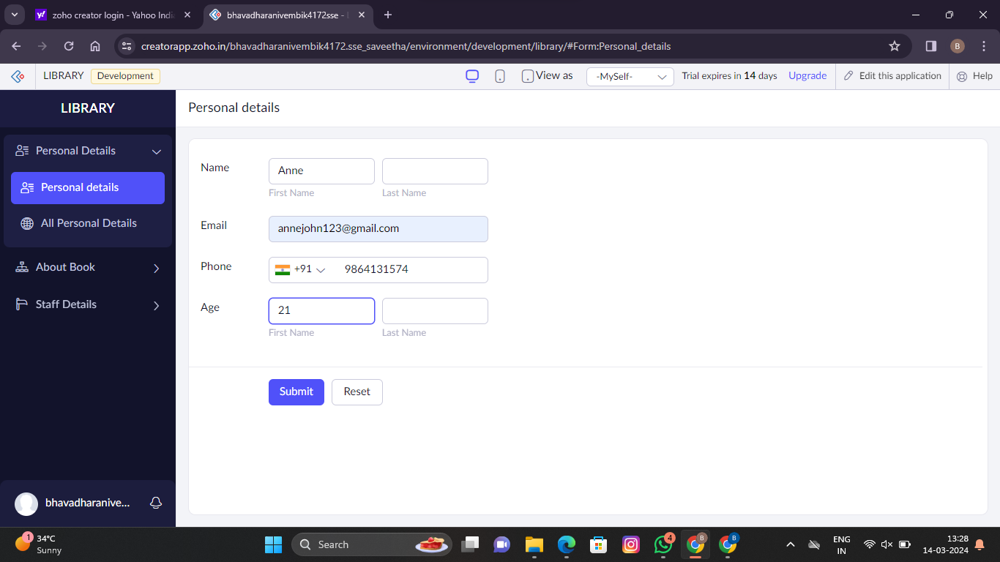 zoho creator login - Yahoo Indi
bhavadharanivembik4172sse -
creatorapp.zoho.in/bhavadharanivembik4172.sse_saveetha/environment/development/library/#Form:Personal_details
B
LIBRARY
Development
View as
-MySelf-
Trial expires in 14 days
Upgrade
Edit this application
Help
LIBRARY
Personal details
Personal Details
Personal details
All Personal Details
About Book
Staff Details
bhavadharanive...
Name
Anne
First Name
Last Name
Email
annejohn123@gmail.com
Phone
+91
9864131574
Age
21
First Name
Last Name
Submit
Reset
1
34°C
Sunny
Search
4
B
B
ENG
IN
13:28
14-03-2024